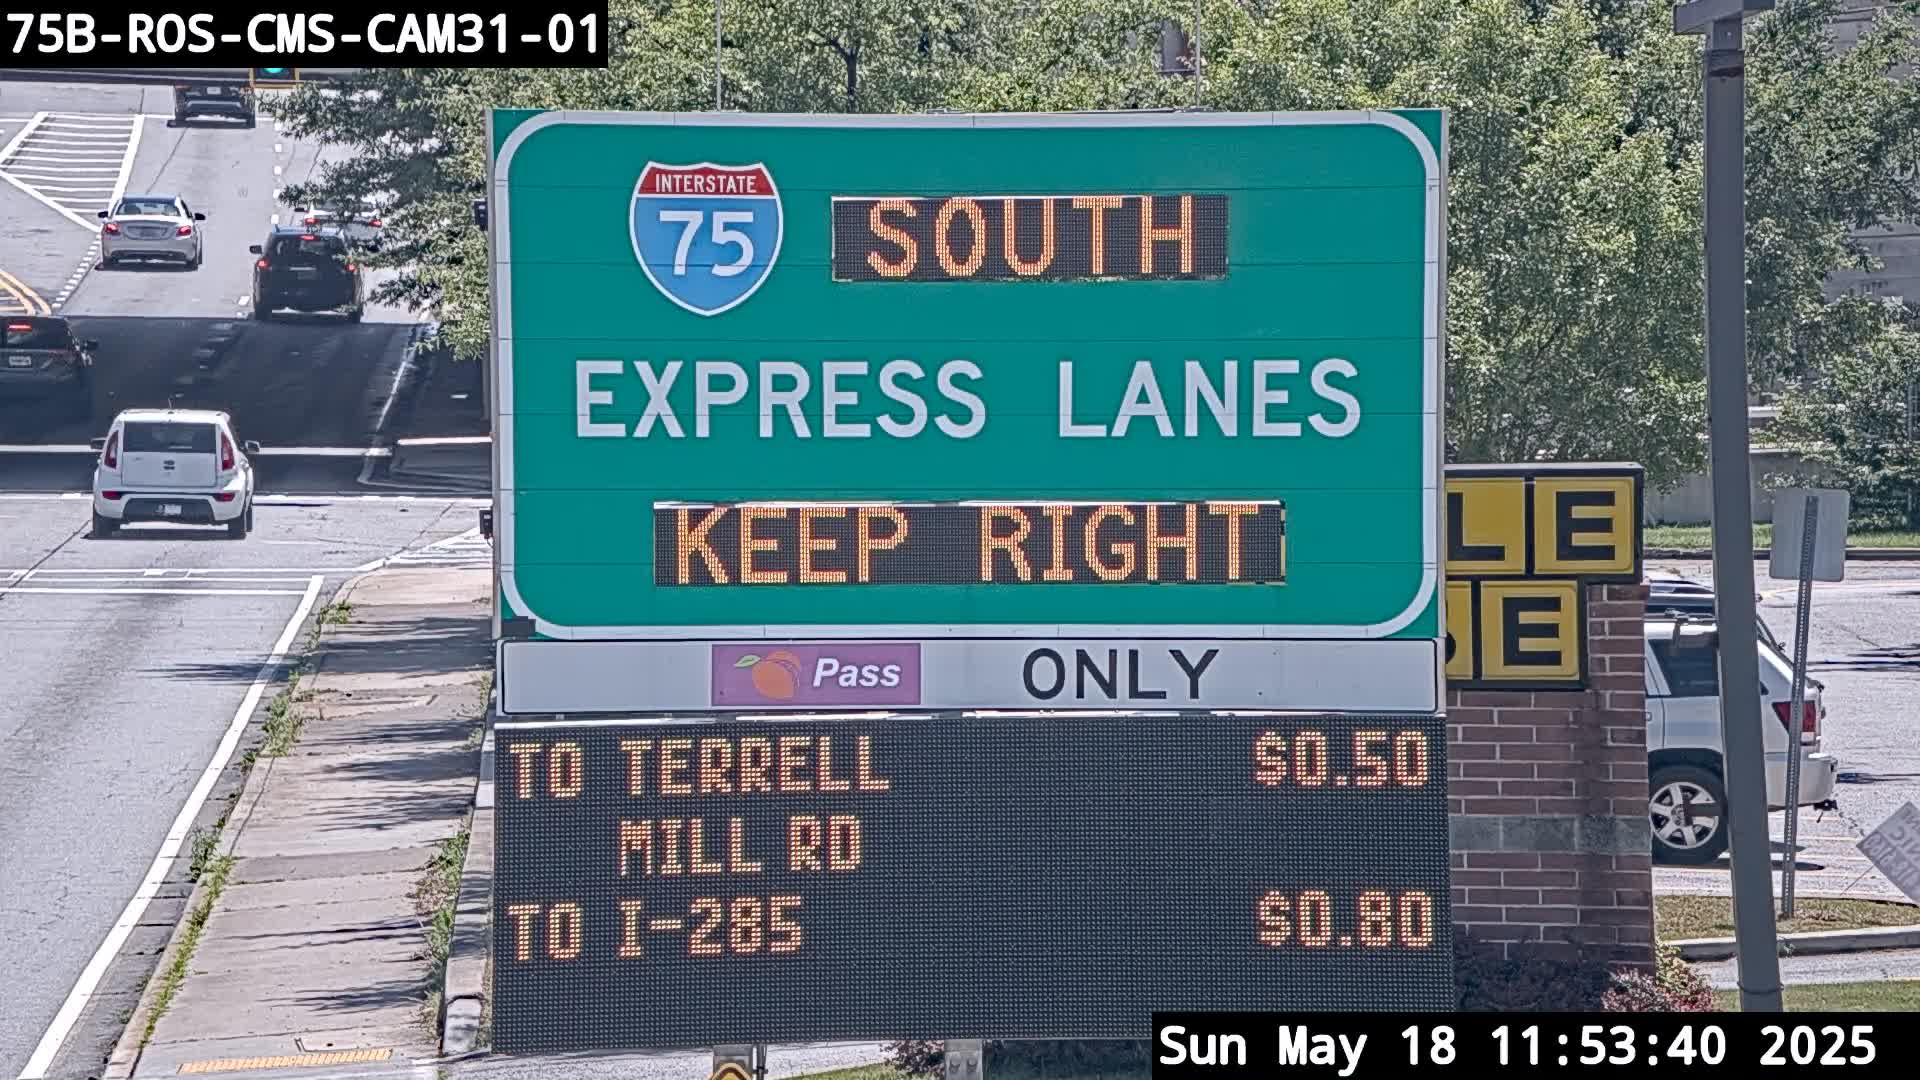 75B-ROS-CMS-CAM31-01
INTERSTATE
75
SOUTH
EXPRESS LANES
KEEP RIGHT
Pass ONLY
LE
E
TO TERRELL $0.50
MILL RD
TO I-285 $0.80
Sun May 18 11:53:40 2025